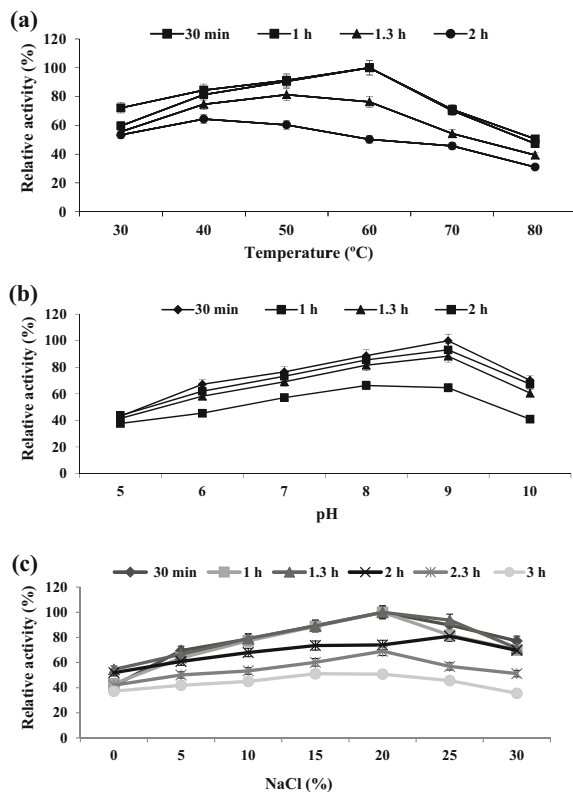 (a)
30 min 1 h 1.3 h 2 h
Relative activity (%)
120
100
80
60
40
20
0
30 40 50 60 70 80
Temperature (ºC)
(b)
30 min 1 h 1.3 h 2 h
Relative activity (%)
120
100
80
60
40
20
0
5 6 7 8 9 10
pH
(c)
30 min 1 h 1.3 h 2 h 2.3 h 3 h
Relative activity (%)
120
100
80
60
40
20
0
0 5 10 15 20 25 30
NaCl (%)